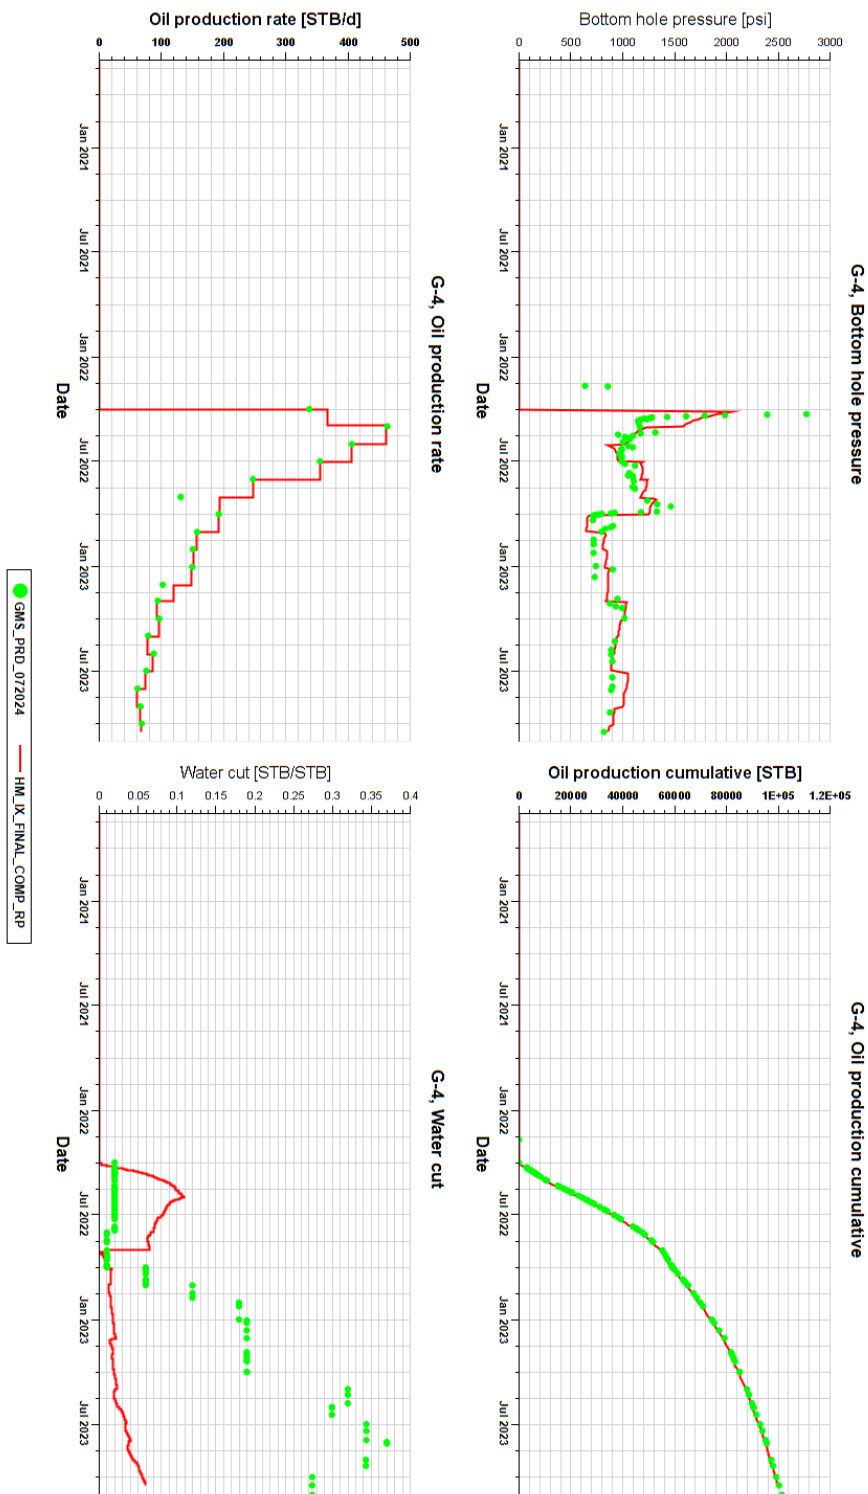 G-4, Bottom hole pressure
Bottom hole pressure [psi]
3000
2500
2000
1500
1000
500
0
Jan 2021
Jul 2021
Jan 2022
Jul 2022
Jan 2023
Jul 2023
Date
G-4, Oil production cumulative
Oil production cumulative [STB]
1.2E+05
1E+05
80000
60000
40000
20000
0
Jan 2021
Jul 2021
Jan 2022
Jul 2022
Jan 2023
Jul 2023
Date
G-4, Oil production rate
Oil production rate [STB/d]
500
400
300
200
100
0
Jan 2021
Jul 2021
Jan 2022
Jul 2022
Jan 2023
Jul 2023
Date
G-4, Water cut
Water cut [STB/STB]
0.4
0.35
0.3
0.25
0.2
0.15
0.1
0.05
0
Jan 2021
Jul 2021
Jan 2022
Jul 2022
Jan 2023
Jul 2023
Date
GMS_PRD_072024
HM_IX_FINAL_COMP_RP